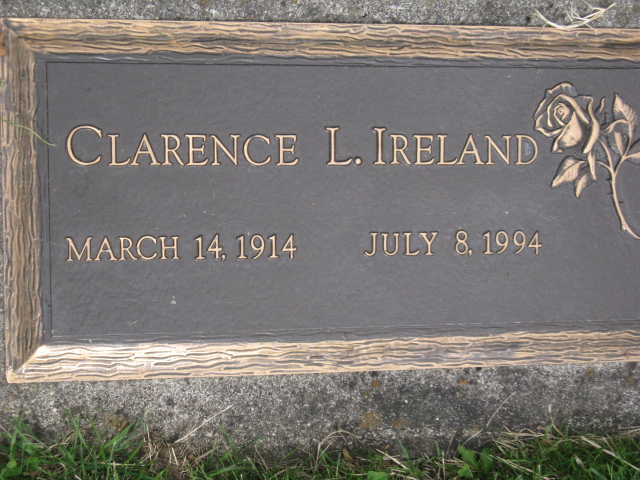 CLARENCE L. IRELAND
MARCH 14, 1914 JULY 8, 1994